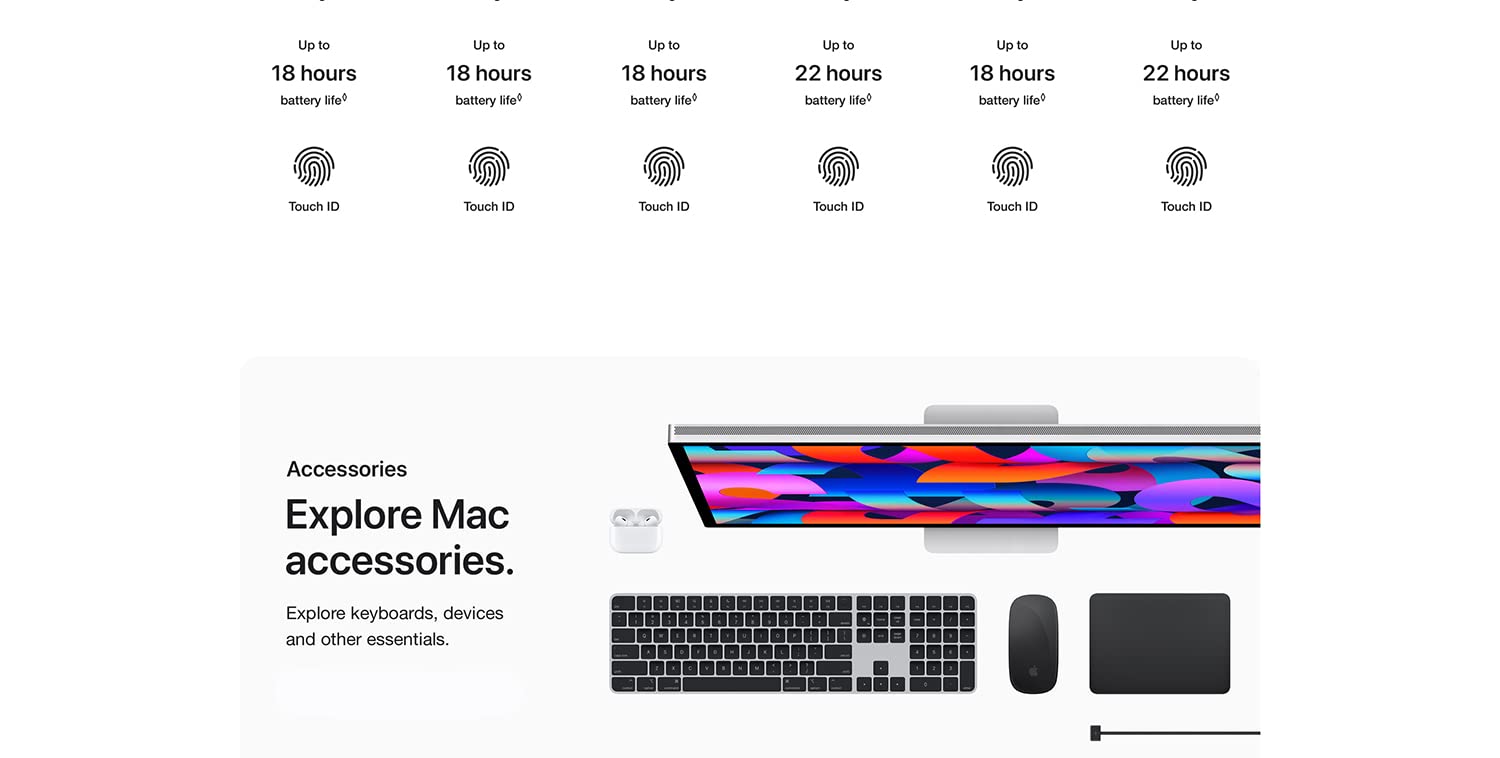 Up to Up to Up to Up to Up to Up to
18 hours 18 hours 18 hours 22 hours 18 hours 22 hours
battery life◊ battery life◊ battery life◊ battery life◊ battery life◊ battery life◊
Touch ID Touch ID Touch ID Touch ID Touch ID Touch ID
Accessories
Explore Mac
accessories.
Explore keyboards, devices
and other essentials.